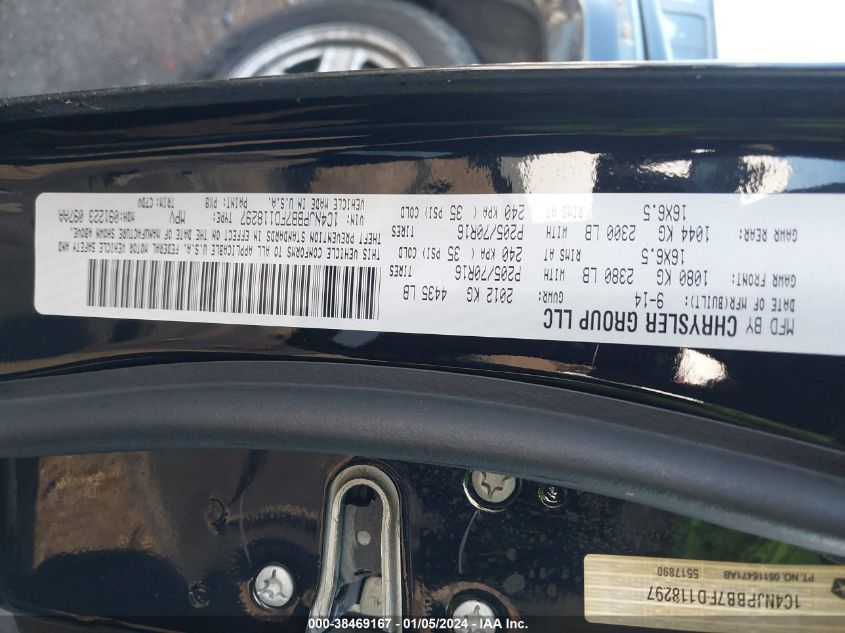 MFD BY CHRYSLER GROUP LLC
DATE OF MFR(BUILT): 9-14
GVWR: 2012 KG 4435 LB
GAWR FRONT: 1080 KG 2380 LB WITH P205/70R16 TIRES
16X6.5 RIMS AT 240 KPA ( 35 PSI) COLD
GAWR REAR: 1044 KG 2300 LB WITH P205/70R16 TIRES
16X6.5 RIMS AT 240 KPA ( 35 PSI) COLD
THIS VEHICLE CONFORMS TO ALL APPLICABLE U.S.A. FEDERAL MOTOR VEHICLE SAFETY AND
THEFT PREVENTION STANDARDS IN EFFECT ON THE DATE OF MANUFACTURE SHOWN ABOVE.
VIN: 1C4NJPBB7FD118297 TYPE: MPV MDH:091223 097AA
VEHICLE MADE IN U.S.A. PAINT: PX8 TRIM:
1C4NJPBB7FD118297
PT. NO. 05116471AB
5517890
000-38469167 - 01/05/2024 - IAA, Inc.